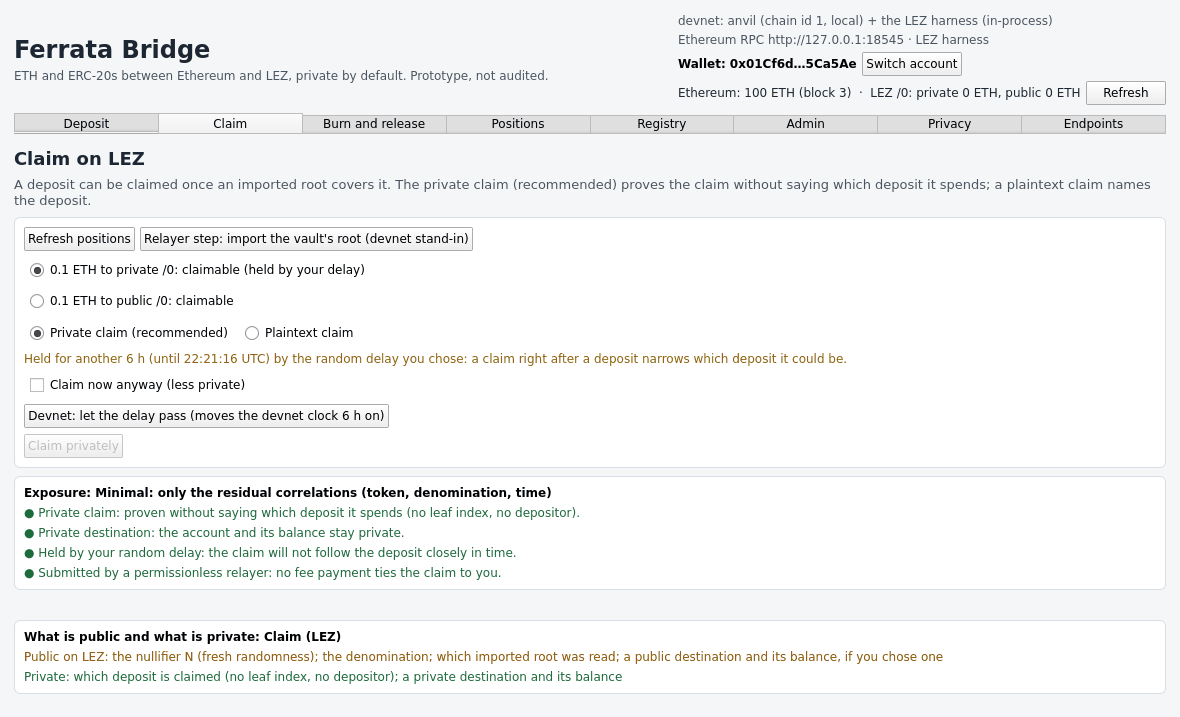 devnet: anvil (chain id 1, local) + the LEZ harness (in-process)
Ethereum RPC http://127.0.0.1:18545 · LEZ harness
Ferrata Bridge
ETH and ERC-20s between Ethereum and LEZ, private by default. Prototype, not audited.
Wallet: 0x01Cf6d…5Ca5Ae Switch account
Ethereum: 100 ETH (block 3) · LEZ /0: private 0 ETH, public 0 ETH Refresh
Deposit Claim Burn and release Positions Registry Admin Privacy Endpoints
Claim on LEZ
A deposit can be claimed once an imported root covers it. The private claim (recommended) proves the claim without saying which deposit it spends; a plaintext claim names
the deposit.
Refresh positions Relayer step: import the vault's root (devnet stand-in)
0.1 ETH to private /0: claimable (held by your delay)
0.1 ETH to public /0: claimable
Private claim (recommended) Plaintext claim
Held for another 6 h (until 22:21:16 UTC) by the random delay you chose: a claim right after a deposit narrows which deposit it could be.
Claim now anyway (less private)
Devnet: let the delay pass (moves the devnet clock 6 h on)
Claim privately
Exposure: Minimal: only the residual correlations (token, denomination, time)
● Private claim: proven without saying which deposit it spends (no leaf index, no depositor).
● Private destination: the account and its balance stay private.
● Held by your random delay: the claim will not follow the deposit closely in time.
● Submitted by a permissionless relayer: no fee payment ties the claim to you.
What is public and what is private: Claim (LEZ)
Public on LEZ: the nullifier N (fresh randomness); the denomination; which imported root was read; a public destination and its balance, if you chose one
Private: which deposit is claimed (no leaf index, no depositor); a private destination and its balance